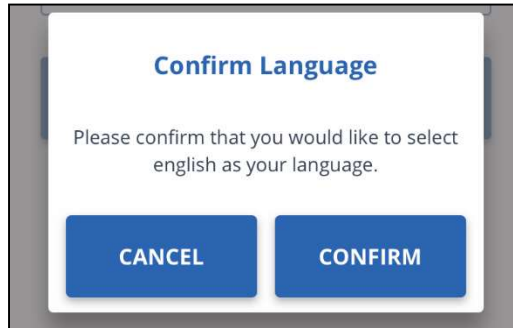 Confirm Language
Please confirm that you would like to select
english as your language.
CANCEL
CONFIRM